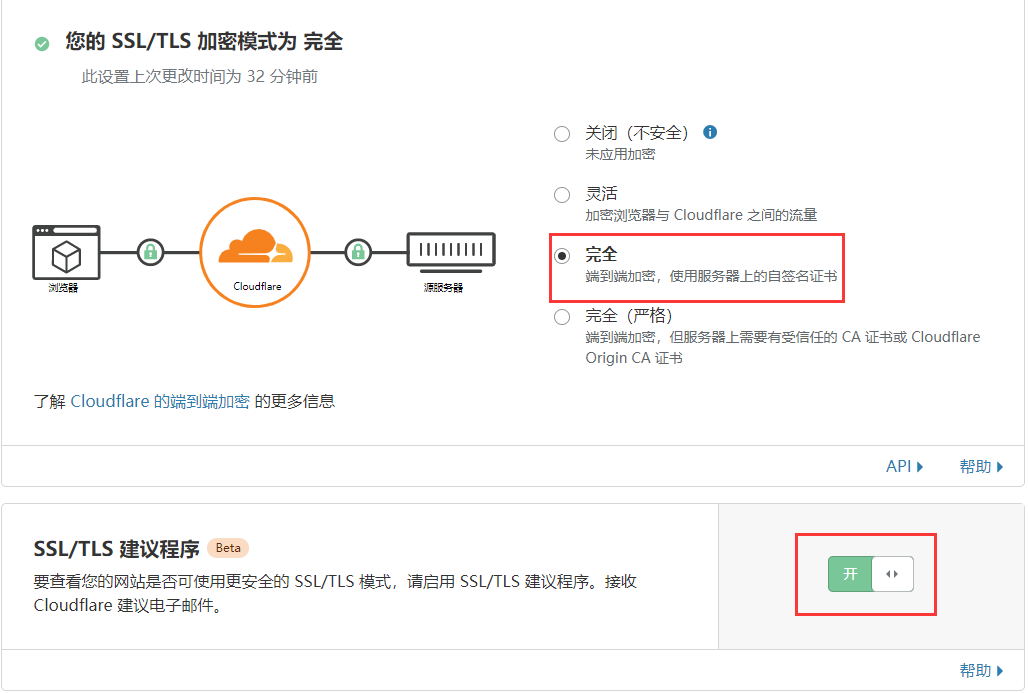 您的 SSL/TLS 加密模式为 完全
此设置上次更改时间为 32 分钟前
关闭（不安全）
未应用加密
灵活
加密浏览器与 Cloudflare 之间的流量
完全
端到端加密，使用服务器上的自签名证书
完全（严格）
端到端加密，但服务器上需要有受信任的 CA 证书或 Cloudflare
Origin CA 证书
浏览器
Cloudflare
源服务器
了解 Cloudflare 的端到端加密 的更多信息
API
帮助
SSL/TLS 建议程序 Beta
要查看您的网站是否可使用更安全的 SSL/TLS 模式，请启用 SSL/TLS 建议程序。接收
Cloudflare 建议电子邮件。
开
帮助